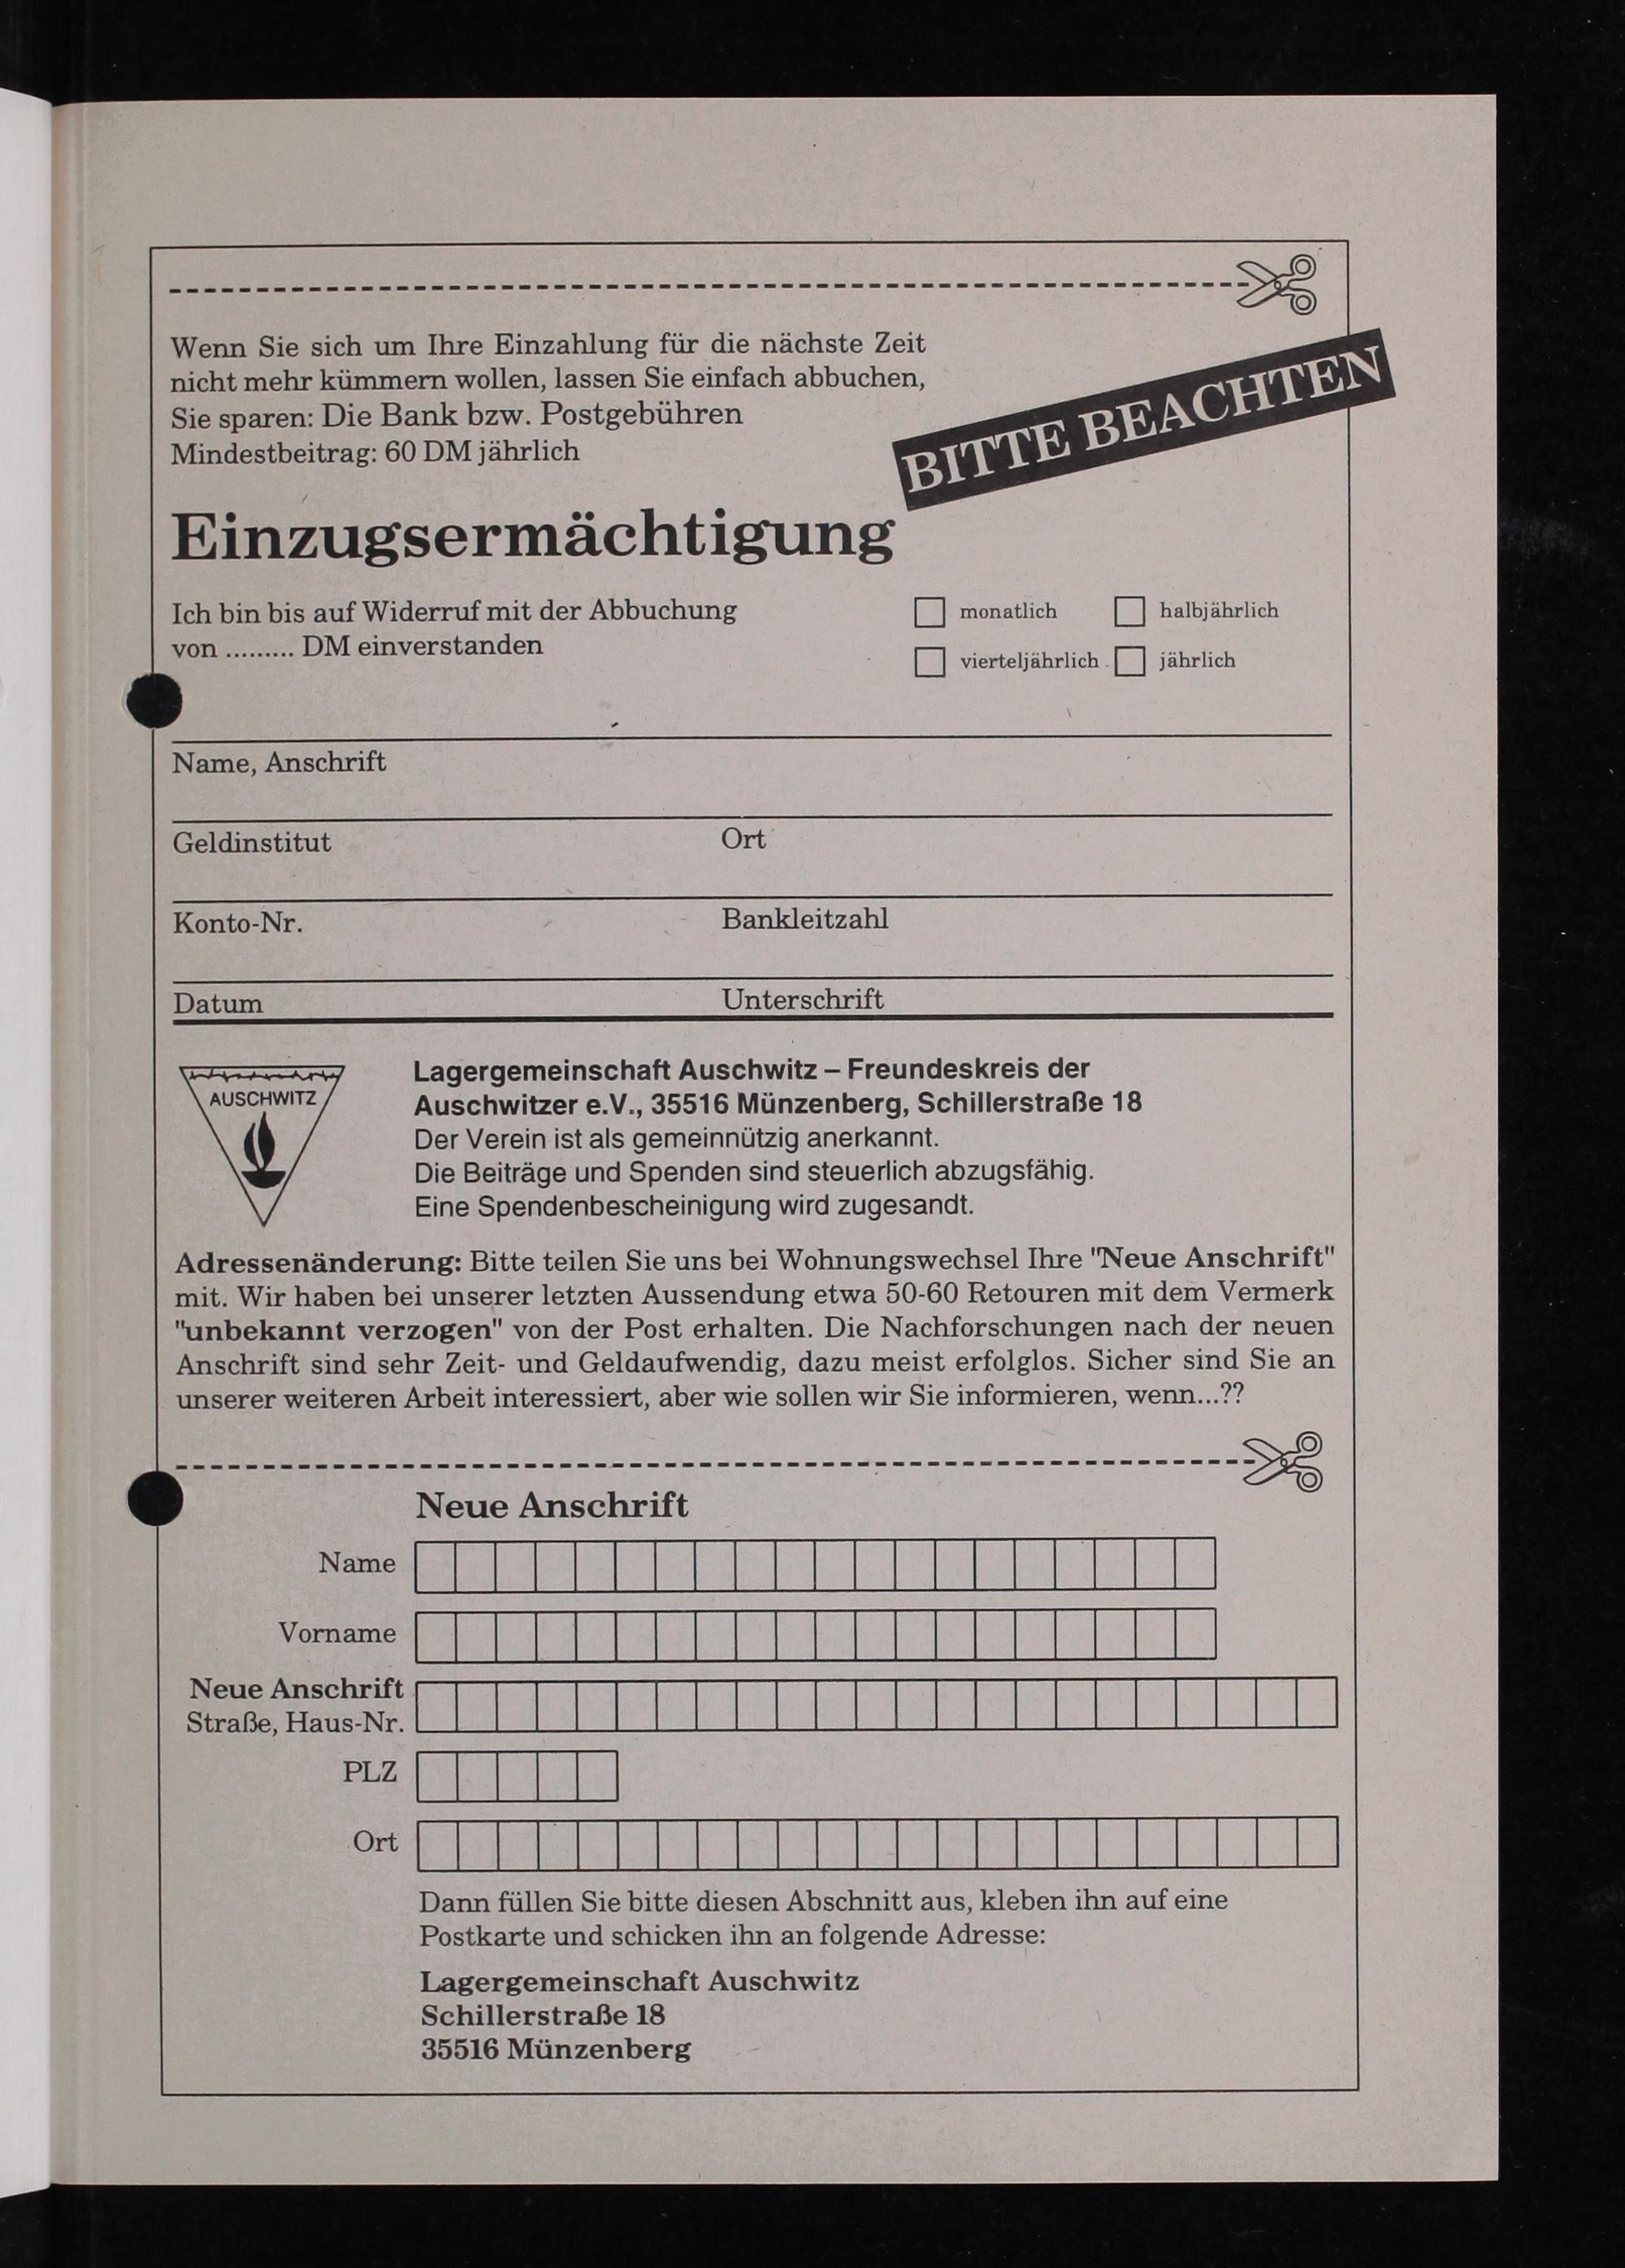 Wenn Sie sich um Ihre Einzahlung für die nächste Zeit
nicht mehr kümmern wollen, lassen Sie einfach abbuchen,
Sie sparen: Die Bank bzw. Postgebühren
Mindestbeitrag: 60 DM jährlich
BITTE BEACHTEN
Einzugsermächtigung
Ich bin bis auf Widerruf mit der Abbuchung
von ......... DM einverstanden
monatlich halbjährlich
vierteljährlich jährlich
Name, Anschrift
Geldinstitut Ort
Konto-Nr. Bankleitzahl
Datum Unterschrift
AUSCHWITZ
Lagergemeinschaft Auschwitz – Freundeskreis der
Auschwitzer e.V., 35516 Münzenberg, Schillerstraße 18
Der Verein ist als gemeinnützig anerkannt.
Die Beiträge und Spenden sind steuerlich abzugsfähig.
Eine Spendenbescheinigung wird zugesandt.
Adressenänderung: Bitte teilen Sie uns bei Wohnungswechsel Ihre "Neue Anschrift"
mit. Wir haben bei unserer letzten Aussendung etwa 50-60 Retouren mit dem Vermerk
"unbekannt verzogen" von der Post erhalten. Die Nachforschungen nach der neuen
Anschrift sind sehr Zeit- und Geldaufwendig, dazu meist erfolglos. Sicher sind Sie an
unserer weiteren Arbeit interessiert, aber wie sollen wir Sie informieren, wenn...??
Neue Anschrift
Name
Vorname
Neue Anschrift
Straße, Haus-Nr.
PLZ
Ort
Dann füllen Sie bitte diesen Abschnitt aus, kleben ihn auf eine
Postkarte und schicken ihn an folgende Adresse:
Lagergemeinschaft Auschwitz
Schillerstraße 18
35516 Münzenberg